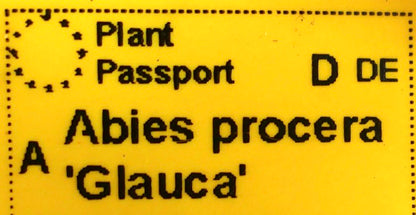 Plant
Passport D DE
Abies procera
A 'Glauca'